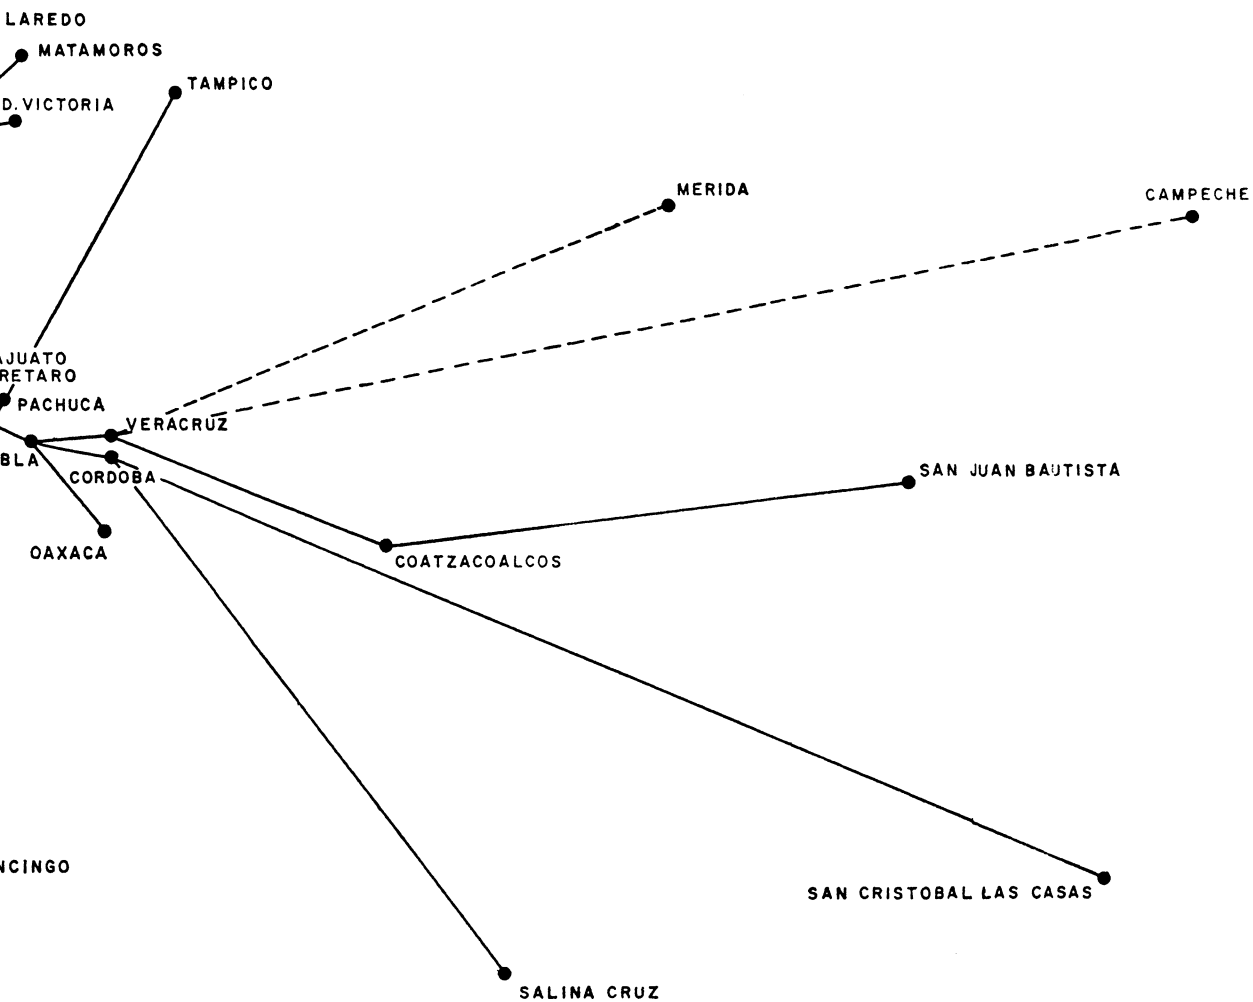 LAREDO
MATAMOROS
TAMPICO
D. VICTORIA
MERIDA
CAMPECHE
AJUATO
RETARO
PACHUCA
VERACRUZ
BLA
CORDOBA
SAN JUAN BAUTISTA
OAXACA
COATZACOALCOS
NCINGO
SAN CRISTOBAL LAS CASAS
SALINA CRUZ